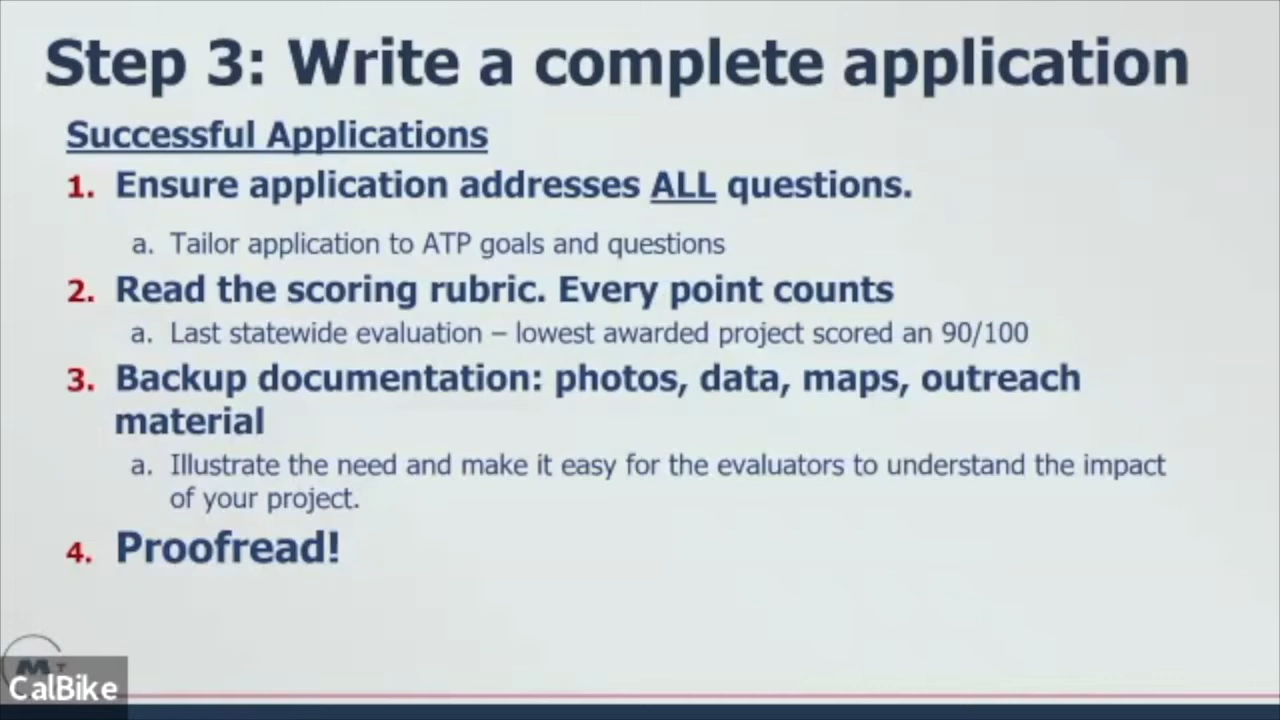 Step 3: Write a complete application
Successful Applications
1. Ensure application addresses ALL questions.
a. Tailor application to ATP goals and questions
2. Read the scoring rubric. Every point counts
a. Last statewide evaluation – lowest awarded project scored an 90/100
3. Backup documentation: photos, data, maps, outreach
material
a. Illustrate the need and make it easy for the evaluators to understand the impact
of your project.
4. Proofread!
CalBike